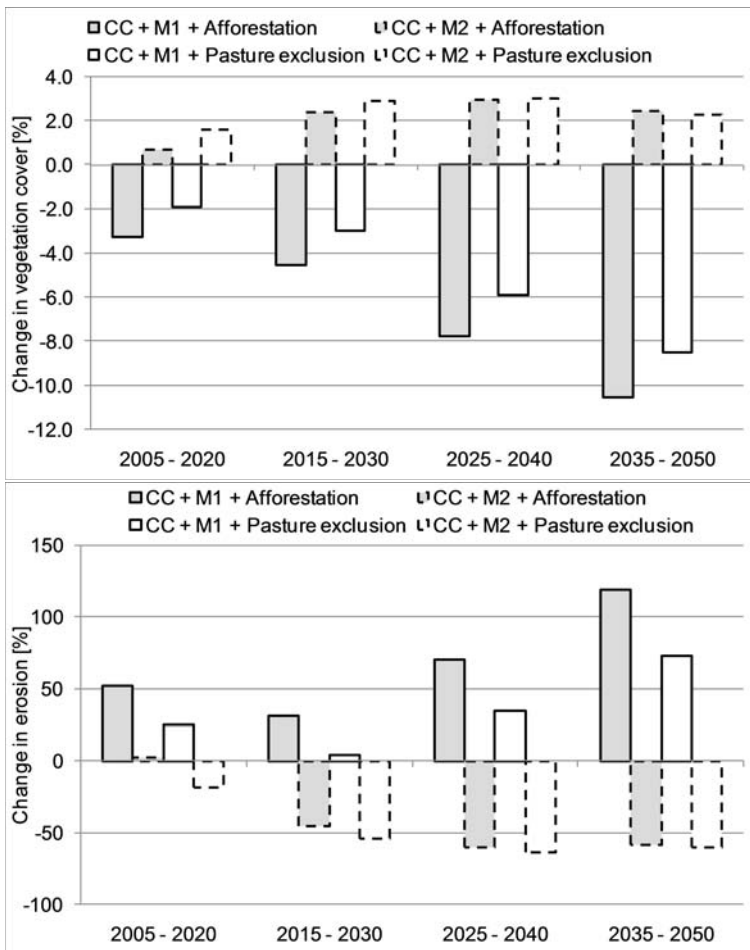 CC + M1 + Afforestation CC + M2 + Afforestation
CC + M1 + Pasture exclusion CC + M2 + Pasture exclusion
4.0
2.0
0.0
-2.0
-4.0
-6.0
-8.0
-10.0
-12.0
Change in vegetation cover [%]
2005 - 2020 2015 - 2030 2025 - 2040 2035 - 2050
CC + M1 + Afforestation CC + M2 + Afforestation
CC + M1 + Pasture exclusion CC + M2 + Pasture exclusion
150
100
50
0
-50
-100
Change in erosion [%]
2005 - 2020 2015 - 2030 2025 - 2040 2035 - 2050